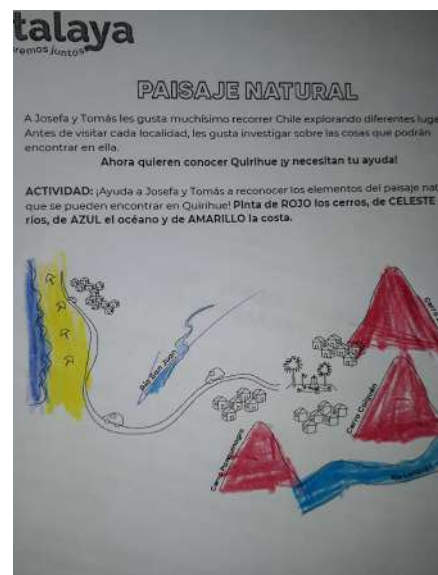 talaya
remos juntos
PAISAJE NATURAL
A Josefa y Tomás les gusta muchísimo recorrer Chile explorando diferentes luga
Antes de visitar cada localidad, les gusta investigar sobre las cosas que podrán
encontrar en ella.
Ahora quieren conocer Quirihue ¡y necesitan tu ayuda!
ACTIVIDAD: ¡Ayuda a Josefa y Tomás a reconocer los elementos del paisaje nat
que se pueden encontrar en Quirihue! Pinta de ROJO los cerros, de CELESTE
ríos, de AZUL el océano y de AMARILLO la costa.
Cerro
Río San Juan
Cerro Coiquén
Cerro